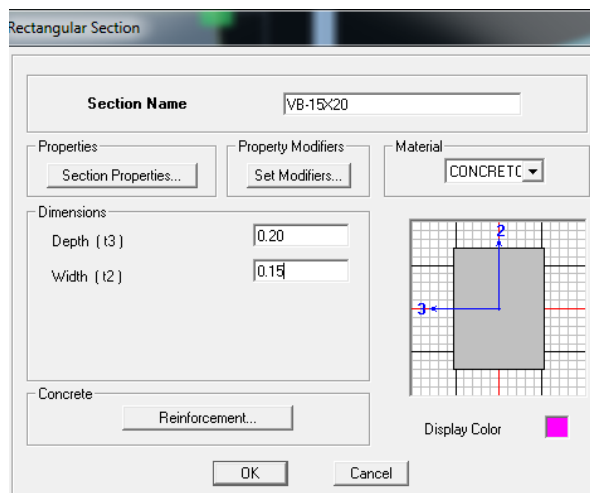 Rectangular Section
Section Name VB-15X20
Properties Property Modifiers Material
Section Properties... Set Modifiers... CONCRETC
Dimensions
Depth ( t3 ) 0.20
Width ( t2 ) 0.15
2
3
Concrete
Reinforcement...
Display Color
OK Cancel